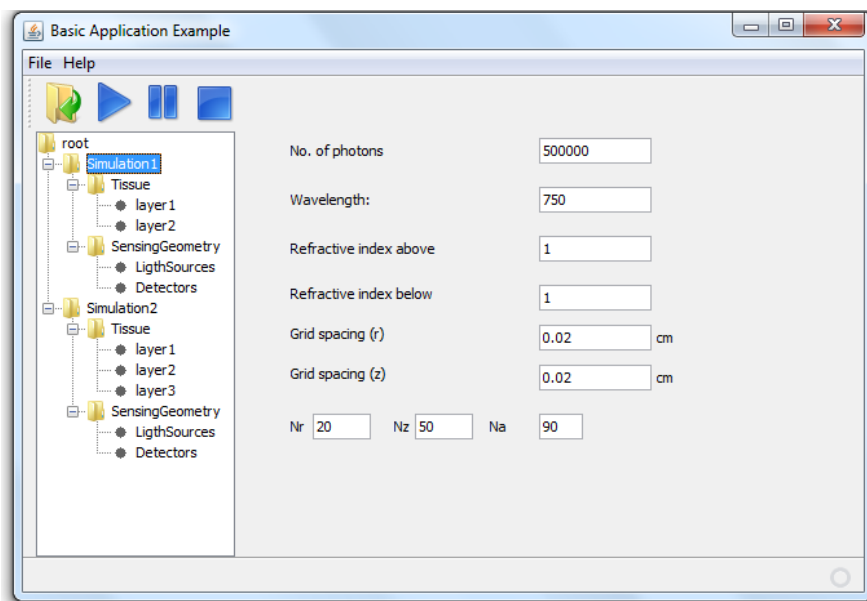 Basic Application Example
File Help
root
Simulation1
Tissue
layer1
layer2
SensingGeometry
LigthSources
Detectors
Simulation2
Tissue
layer1
layer2
layer3
SensingGeometry
LigthSources
Detectors
No. of photons 500000
Wavelength: 750
Refractive index above 1
Refractive index below 1
Grid spacing (r) 0.02 cm
Grid spacing (z) 0.02 cm
Nr 20 Nz 50 Na 90